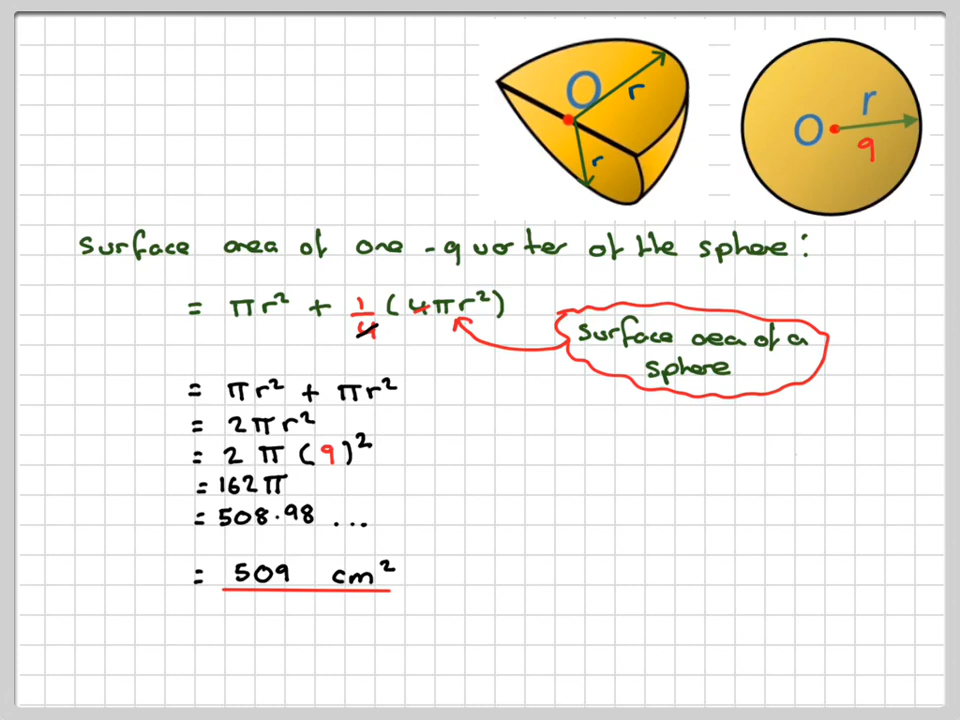 O r r
O r 9
Surface area of one-quarter of the sphere:
= πr² + 1/4 (4πr²)
Surface area of a
sphere
= πr² + πr²
= 2πr²
= 2π(9)²
= 162π
= 508.98 ...
= 509 cm²